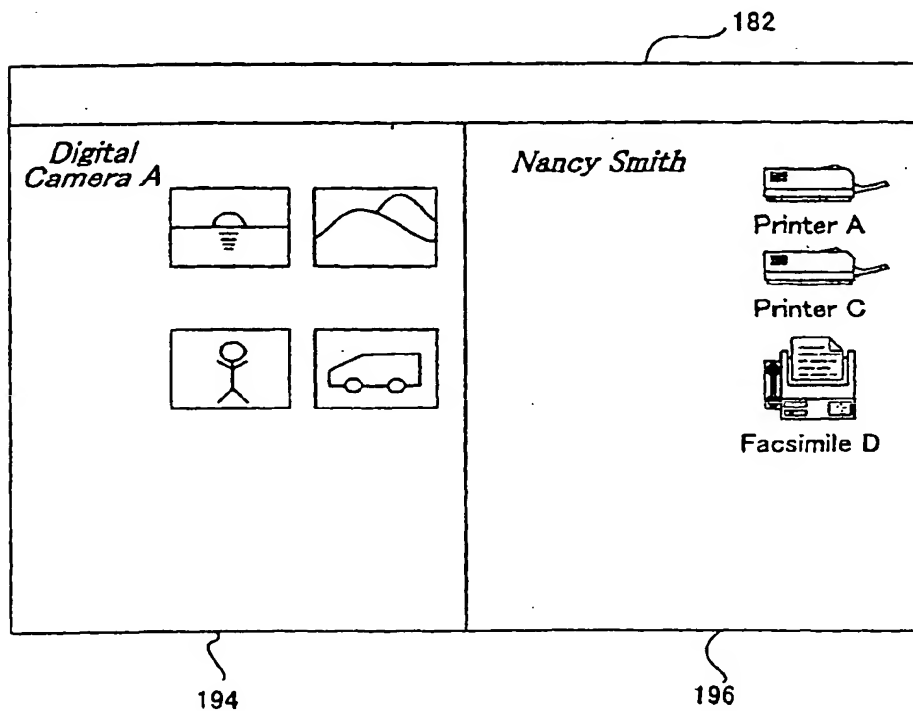 182
Digital
Camera A
Nancy Smith
Printer A
Printer C
Facsimile D
194
196